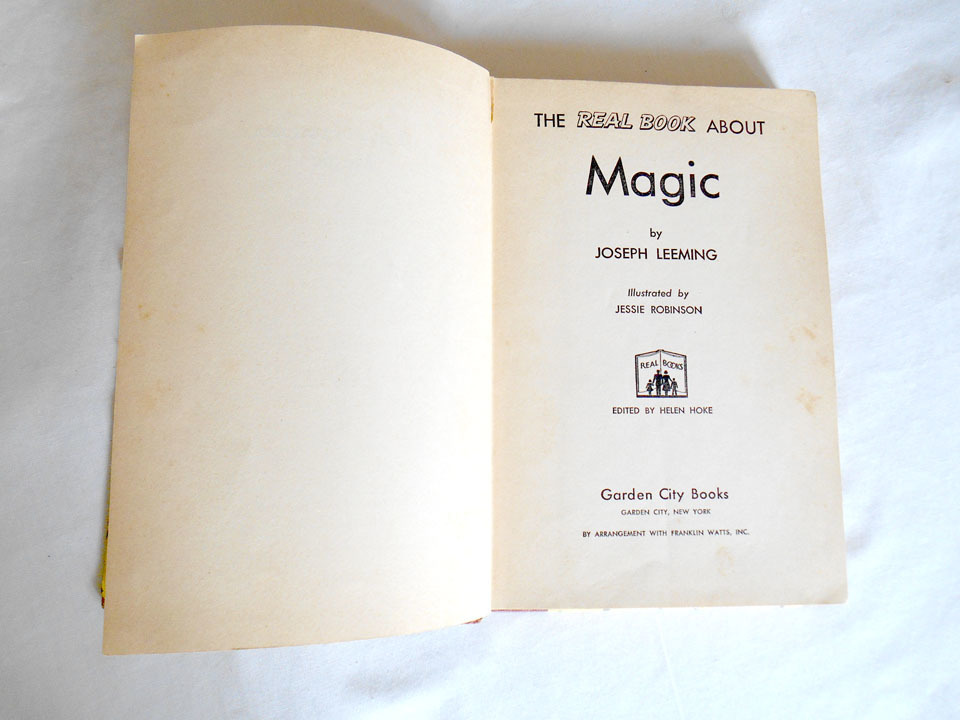 THE REAL BOOK ABOUT
Magic
by
JOSEPH LEEMING
Illustrated by
JESSIE ROBINSON
REAL BOOKS
EDITED BY HELEN HOKE
Garden City Books
GARDEN CITY, NEW YORK
BY ARRANGEMENT WITH FRANKLIN WATTS, INC.